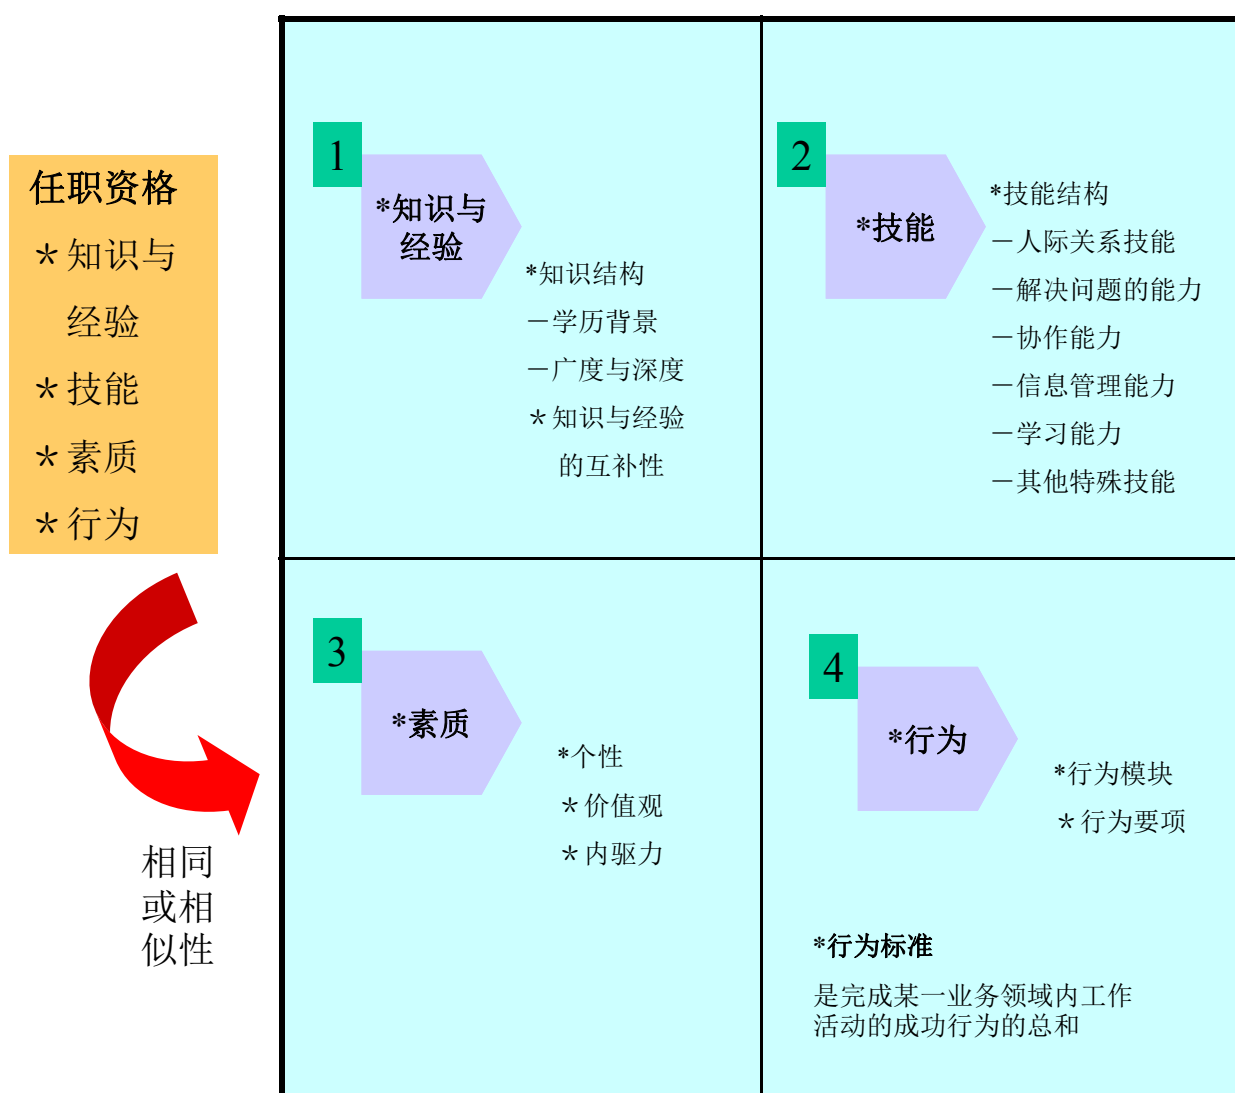 任职资格
＊知识与
经验
＊技能
＊素质
＊行为
相同
或相
似性
1
*知识与
经验
*知识结构
－学历背景
－广度与深度
＊知识与经验
的互补性
2
*技能
*技能结构
－人际关系技能
－解决问题的能力
－协作能力
－信息管理能力
－学习能力
－其他特殊技能
3
*素质
*个性
＊价值观
＊内驱力
4
*行为
*行为模块
＊行为要项
*行为标准
是完成某一业务领域内工作
活动的成功行为的总和